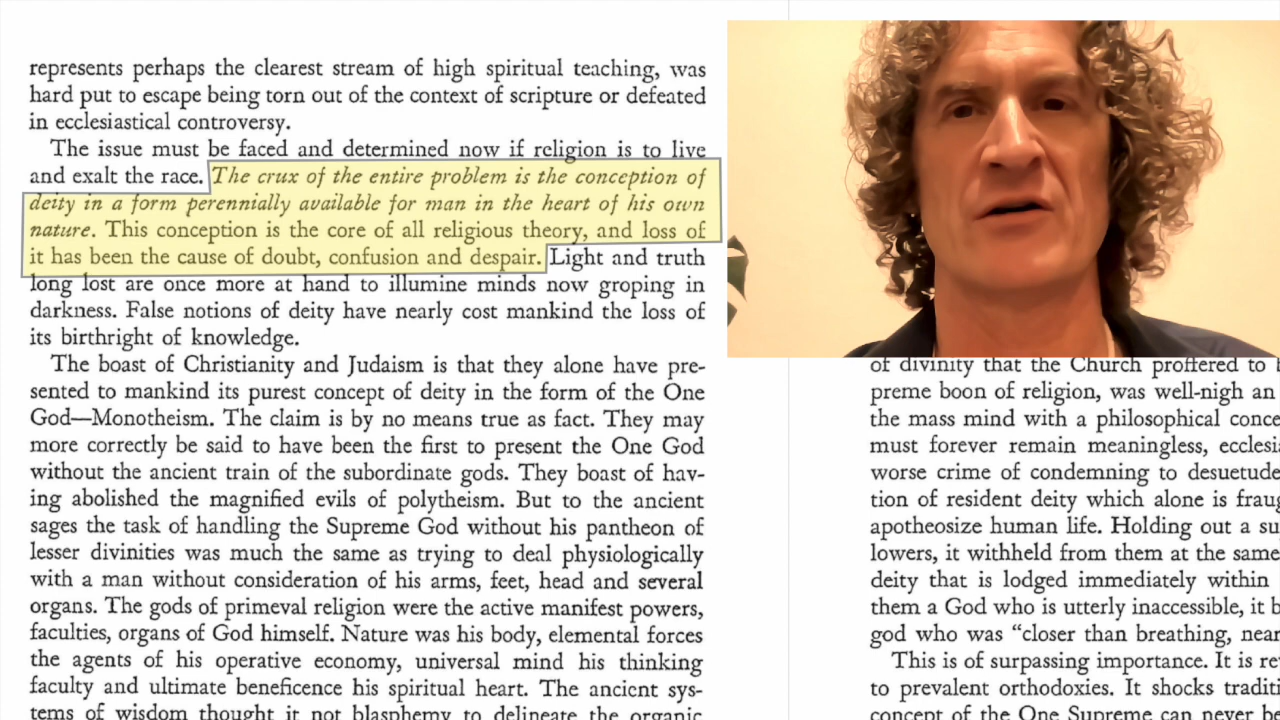 represents perhaps the clearest stream of high spiritual teaching, was
hard put to escape being torn out of the context of scripture or defeated
in ecclesiastical controversy.
The issue must be faced and determined now if religion is to live
and exalt the race. The crux of the entire problem is the conception of
deity in a form perennially available for man in the heart of his own
nature. This conception is the core of all religious theory, and loss of
it has been the cause of doubt, confusion and despair. Light and truth
long lost are once more at hand to illumine minds now groping in
darkness. False notions of deity have nearly cost mankind the loss of
its birthright of knowledge.
The boast of Christianity and Judaism is that they alone have pre-
sented to mankind its purest concept of deity in the form of the One
God—Monotheism. The claim is by no means true as fact. They may
more correctly be said to have been the first to present the One God
without the ancient train of the subordinate gods. They boast of hav-
ing abolished the magnified evils of polytheism. But to the ancient
sages the task of handling the Supreme God without his pantheon of
lesser divinities was much the same as trying to deal physiologically
with a man without consideration of his arms, feet, head and several
organs. The gods of primeval religion were the active manifest powers,
faculties, organs of God himself. Nature was his body, elemental forces
the agents of his operative economy, universal mind his thinking
faculty and ultimate beneficence his spiritual heart. The ancient sys-
tems of wisdom thought it not blasphemy to delineate the organic
of divinity that the Church proffered to
preme boon of religion, was well-nigh an
the mass mind with a philosophical
must forever remain meaningless,
worse crime of condemning to desuetude
tion of resident deity which alone is
apotheosize human life. Holding out a
lowers, it withheld from them at the same
deity that is lodged immediately within
them a God who is utterly inaccessible, it
god who was “closer than breathing,
This is of surpassing importance. It is
to prevalent orthodoxies. It shocks
concept of the One Supreme can never